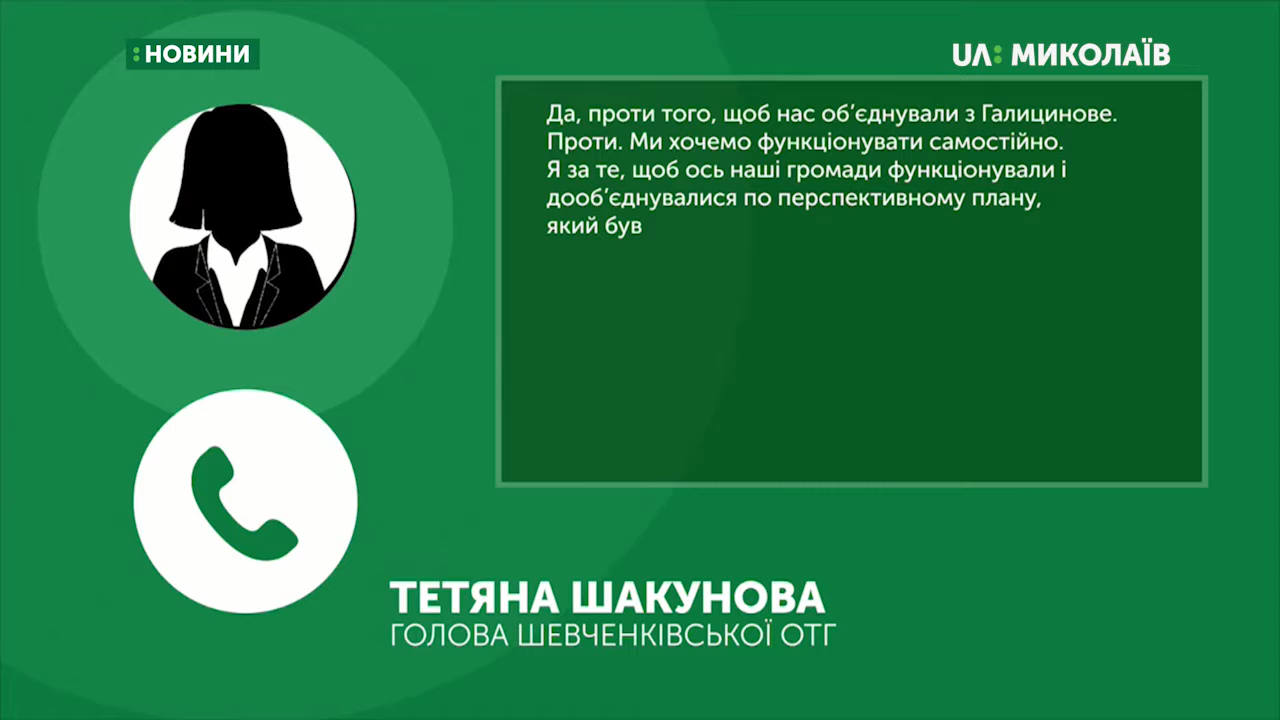 :НОВИНИ
UA: МИКОЛАЇВ
Да, проти того, щоб нас об’єднували з Галицинове.
Проти. Ми хочемо функціонувати самостійно.
Я за те, щоб ось наші громади функціонували і
дооб’єднувалися по перспективному плану,
який був
ТЕТЯНА ШАКУНОВА
ГОЛОВА ШЕВЧЕНКІВСЬКОЇ ОТГ